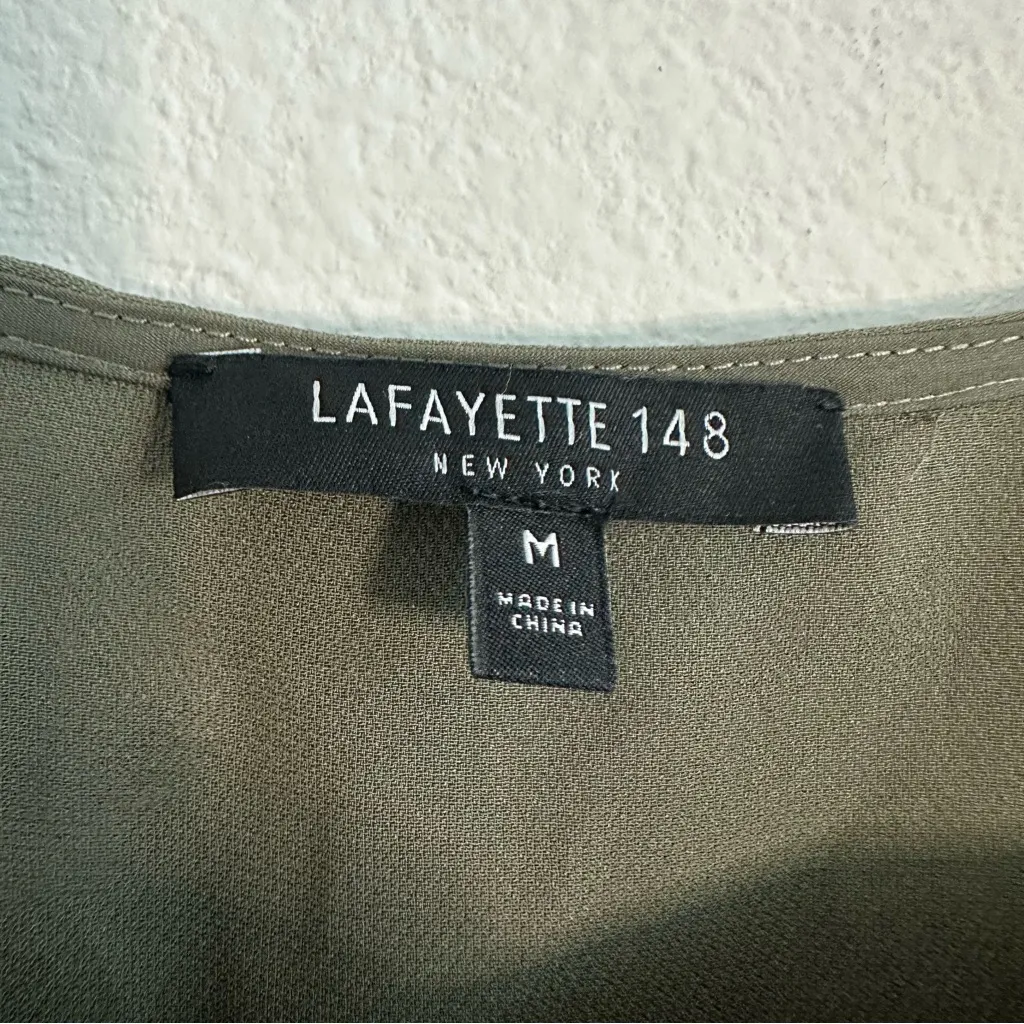 LAFAYETTE 148
NEW YORK
M
MADE IN
CHINA